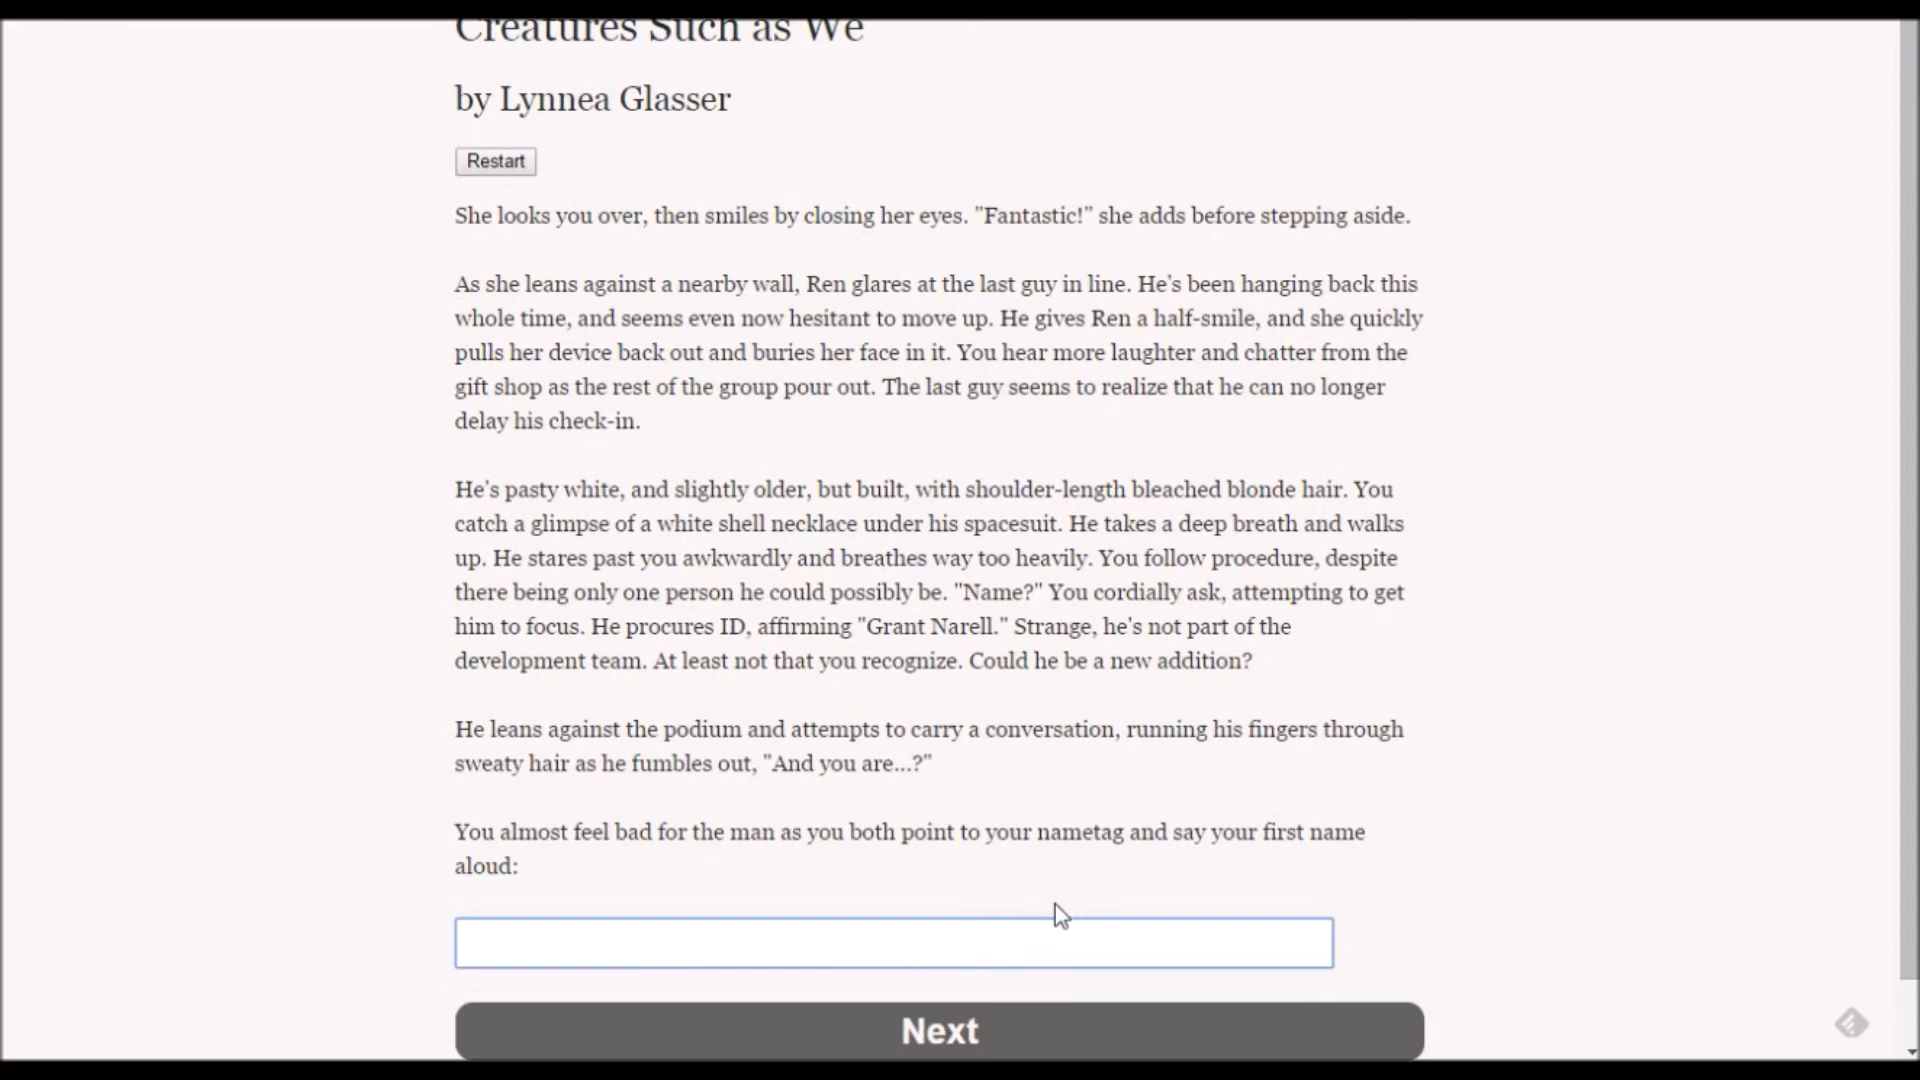 Creatures Such as We
by Lynnea Glasser
Restart
She looks you over, then smiles by closing her eyes. "Fantastic!" she adds before stepping aside.
As she leans against a nearby wall, Ren glares at the last guy in line. He's been hanging back this
whole time, and seems even now hesitant to move up. He gives Ren a half-smile, and she quickly
pulls her device back out and buries her face in it. You hear more laughter and chatter from the
gift shop as the rest of the group pour out. The last guy seems to realize that he can no longer
delay his check-in.
He's pasty white, and slightly older, but built, with shoulder-length bleached blonde hair. You
catch a glimpse of a white shell necklace under his spacesuit. He takes a deep breath and walks
up. He stares past you awkwardly and breathes way too heavily. You follow procedure, despite
there being only one person he could possibly be. "Name?" You cordially ask, attempting to get
him to focus. He procures ID, affirming "Grant Narell." Strange, he's not part of the
development team. At least not that you recognize. Could he be a new addition?
He leans against the podium and attempts to carry a conversation, running his fingers through
sweaty hair as he fumbles out, "And you are...?"
You almost feel bad for the man as you both point to your nametag and say your first name
aloud:
Next